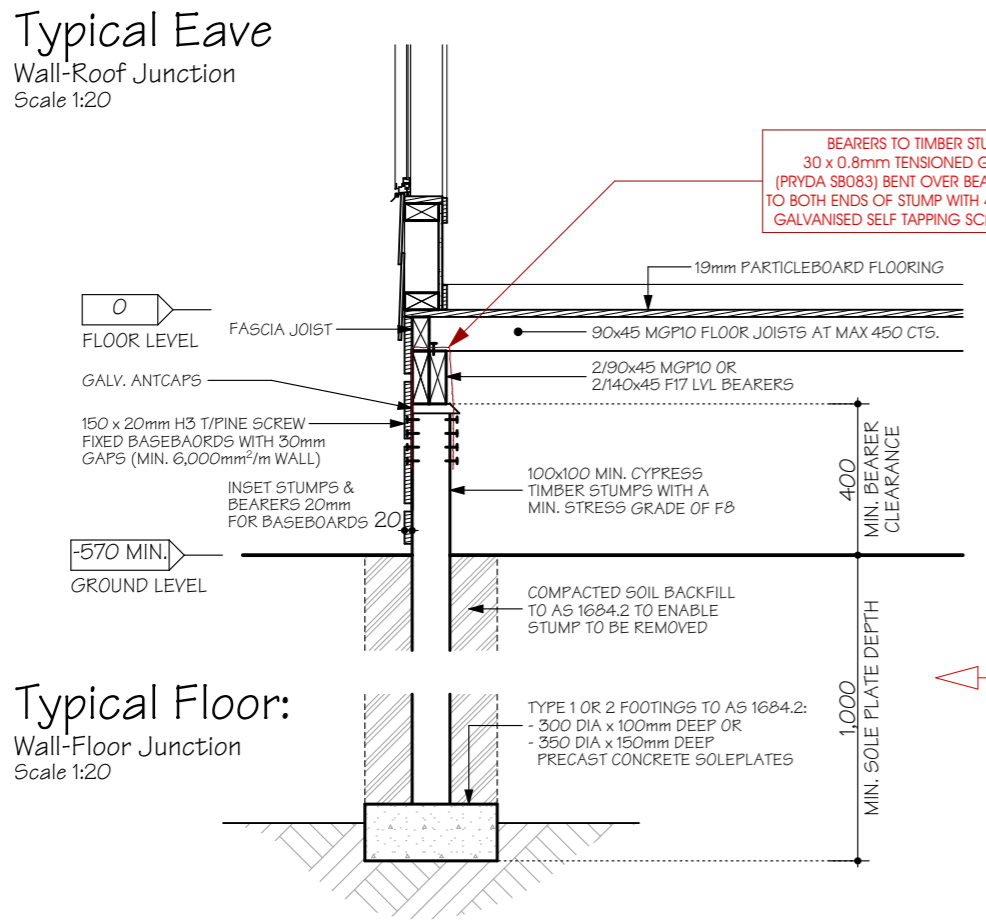 Typical Eave
Wall-Roof Junction
Scale 1:20
BEARERS TO TIMBER STU
30 x 0.8mm TENSIONED G
(PRYDA SB083) BENT OVER BEA
TO BOTH ENDS OF STUMP WITH 4
GALVANISED SELF TAPPING SC
19mm PARTICLEBOARD FLOORING
0
FLOOR LEVEL
FASCIA JOIST
90x45 MGP10 FLOOR JOISTS AT MAX 450 CTS.
GALV. ANTCAPS
2/90x45 MGP10 OR
2/140x45 F17 LVL BEARERS
150 x 20mm H3 T/PINE SCREW
FIXED BASEBAORDS WITH 30mm
GAPS (MIN. 6,000mm²/m WALL)
INSET STUMPS &
BEARERS 20mm
FOR BASEBOARDS
20
100x100 MIN. CYPRESS
TIMBER STUMPS WITH A
MIN. STRESS GRADE OF F8
400
MIN. BEARER
CLEARANCE
-570 MIN.
GROUND LEVEL
COMPACTED SOIL BACKFILL
TO AS 1684.2 TO ENABLE
STUMP TO BE REMOVED
1,000
MIN. SOLE PLATE DEPTH
Typical Floor:
Wall-Floor Junction
Scale 1:20
TYPE 1 OR 2 FOOTINGS TO AS 1684.2:
- 300 DIA x 100mm DEEP OR
- 350 DIA x 150mm DEEP
PRECAST CONCRETE SOLEPLATES